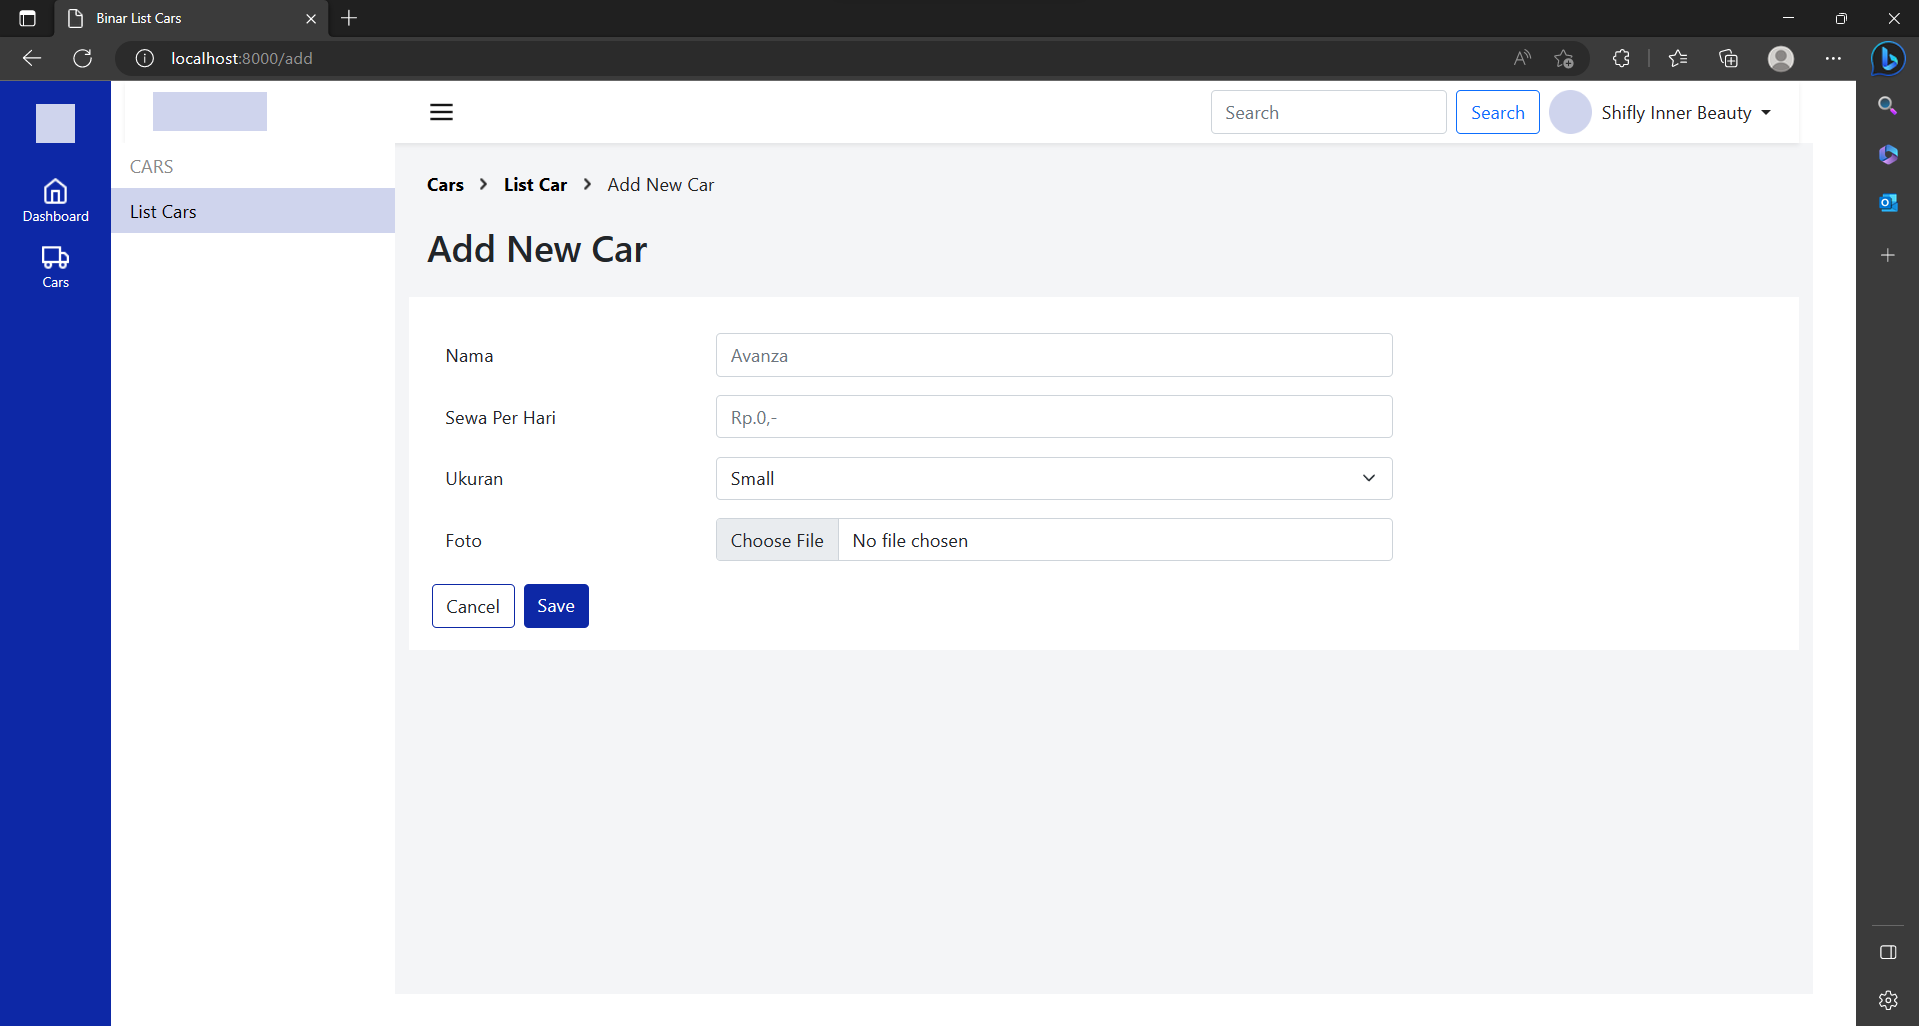 Binar List Cars
localhost:8000/add
Search
Search
Shifly Inner Beauty
CARS
List Cars
Dashboard
Cars
Cars > List Car > Add New Car
Add New Car
Nama
Avanza
Sewa Per Hari
Rp.0,-
Ukuran
Small
Foto
Choose File
No file chosen
Cancel
Save